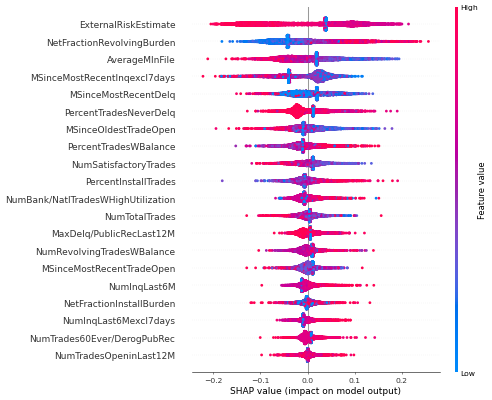 High
ExternalRiskEstimate
NetFractionRevolvingBurden
AverageMInFile
MSinceMostRecentInqexcl7days
MSinceMostRecentDelq
PercentTradesNeverDelq
MSinceOldestTradeOpen
PercentTradesWBalance
NumSatisfactoryTrades
PercentInstallTrades
NumBank/NatlTradesWHighUtilization
NumTotalTrades
MaxDelq/PublicRecLast12M
NumRevolvingTradesWBalance
MSinceMostRecentTradeOpen
NumInqLast6M
NetFractionInstallBurden
NumInqLast6Mexcl7days
NumTrades60Ever/DerogPubRec
NumTradesOpeninLast12M
Feature value
Low
−0.2 −0.1 0.0 0.1 0.2
SHAP value (impact on model output)